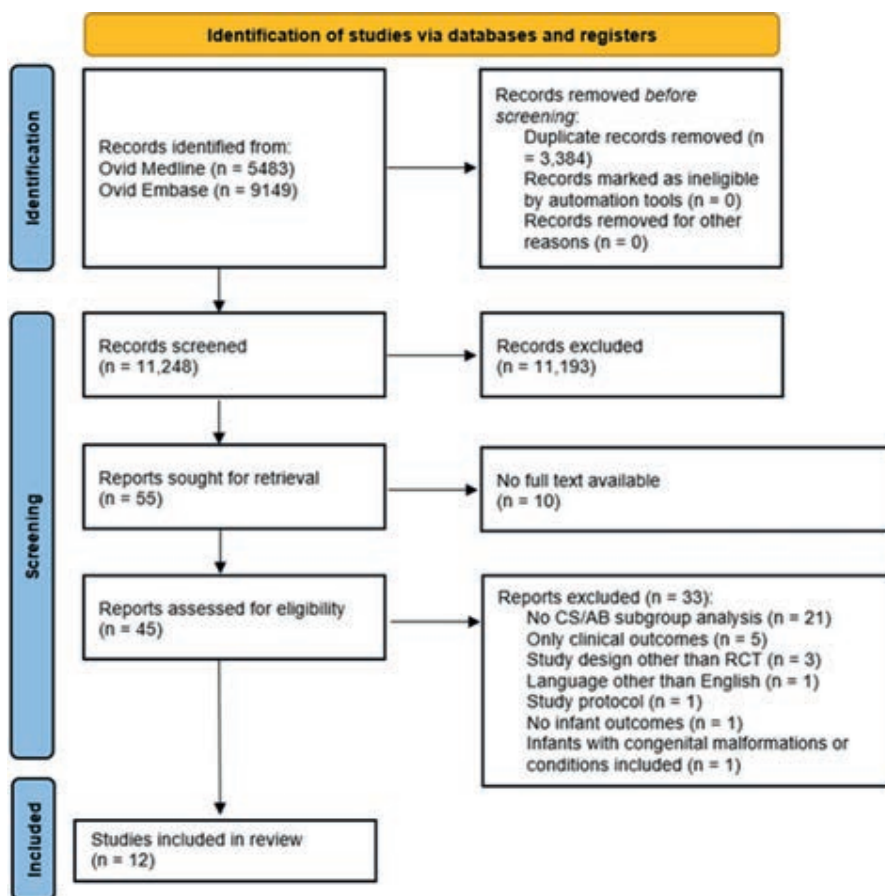 Identification of studies via databases and registers
Identification
Records identified from:
Ovid Medline (n = 5483)
Ovid Embase (n = 9149)
Records removed before
screening:
Duplicate records removed (n
= 3,384)
Records marked as ineligible
by automation tools (n = 0)
Records removed for other
reasons (n = 0)
Screening
Records screened
(n = 11,248)
Records excluded
(n = 11,193)
Reports sought for retrieval
(n = 55)
No full text available
(n = 10)
Reports assessed for eligibility
(n = 45)
Reports excluded (n = 33):
No CS/AB subgroup analysis (n = 21)
Only clinical outcomes (n = 5)
Study design other than RCT (n = 3)
Language other than English (n = 1)
Study protocol (n = 1)
No infant outcomes (n = 1)
Infants with congenital malformations or
conditions included (n = 1)
Included
Studies included in review
(n = 12)